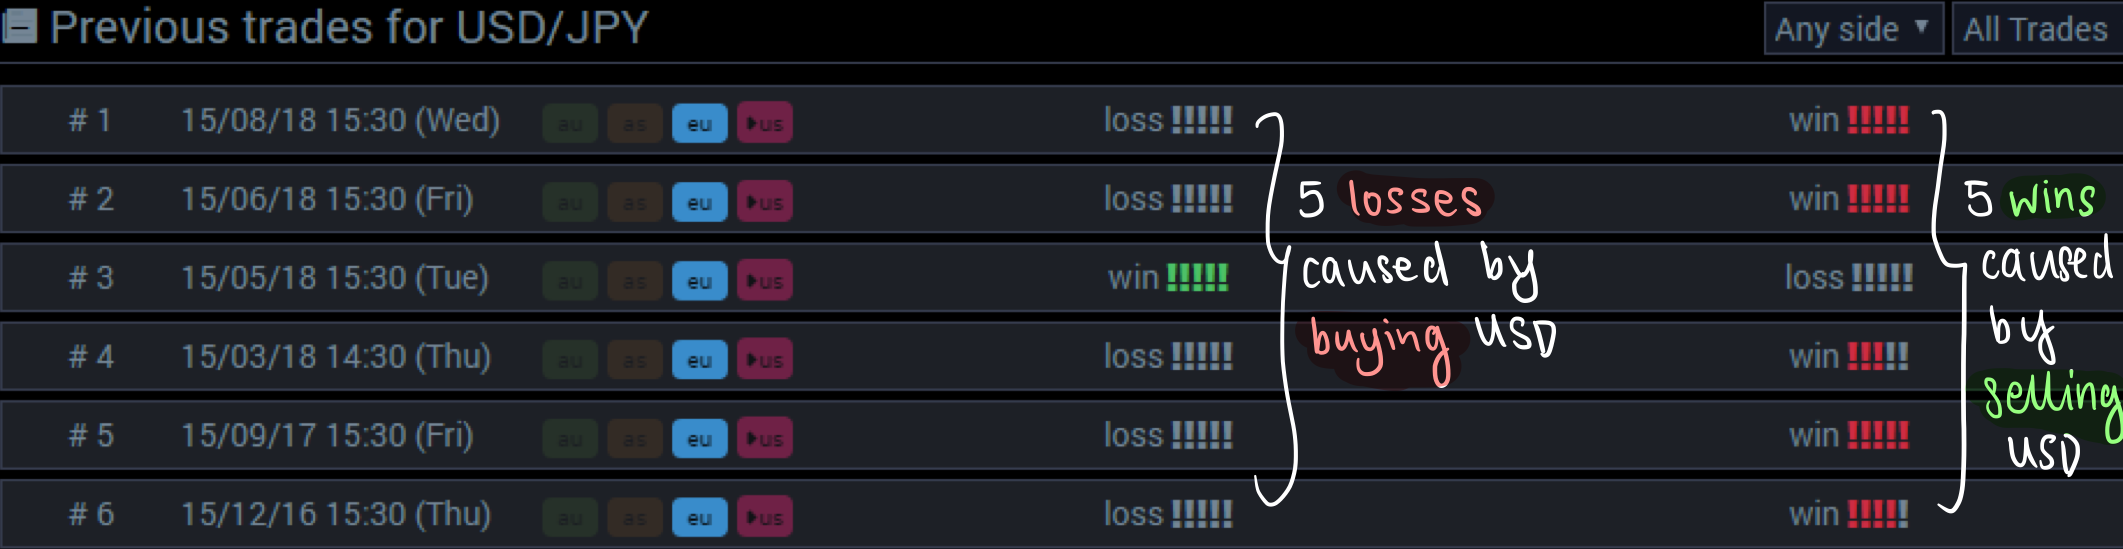 Previous trades for USD/JPY Any side ▼ All Trades
# 1 15/08/18 15:30 (Wed) au as eu us loss !!!!! win !!!!!
# 2 15/06/18 15:30 (Fri) au as eu us loss !!!!! win !!!!!
# 3 15/05/18 15:30 (Tue) au as eu us win !!!!! loss !!!!!
# 4 15/03/18 14:30 (Thu) au as eu us loss !!!!! win !!!!!
# 5 15/09/17 15:30 (Fri) au as eu us loss !!!!! win !!!!!
# 6 15/12/16 15:30 (Thu) au as eu us loss !!!!! win !!!!!
5 losses
caused by
buying USD
5 wins
caused
by
selling
USD